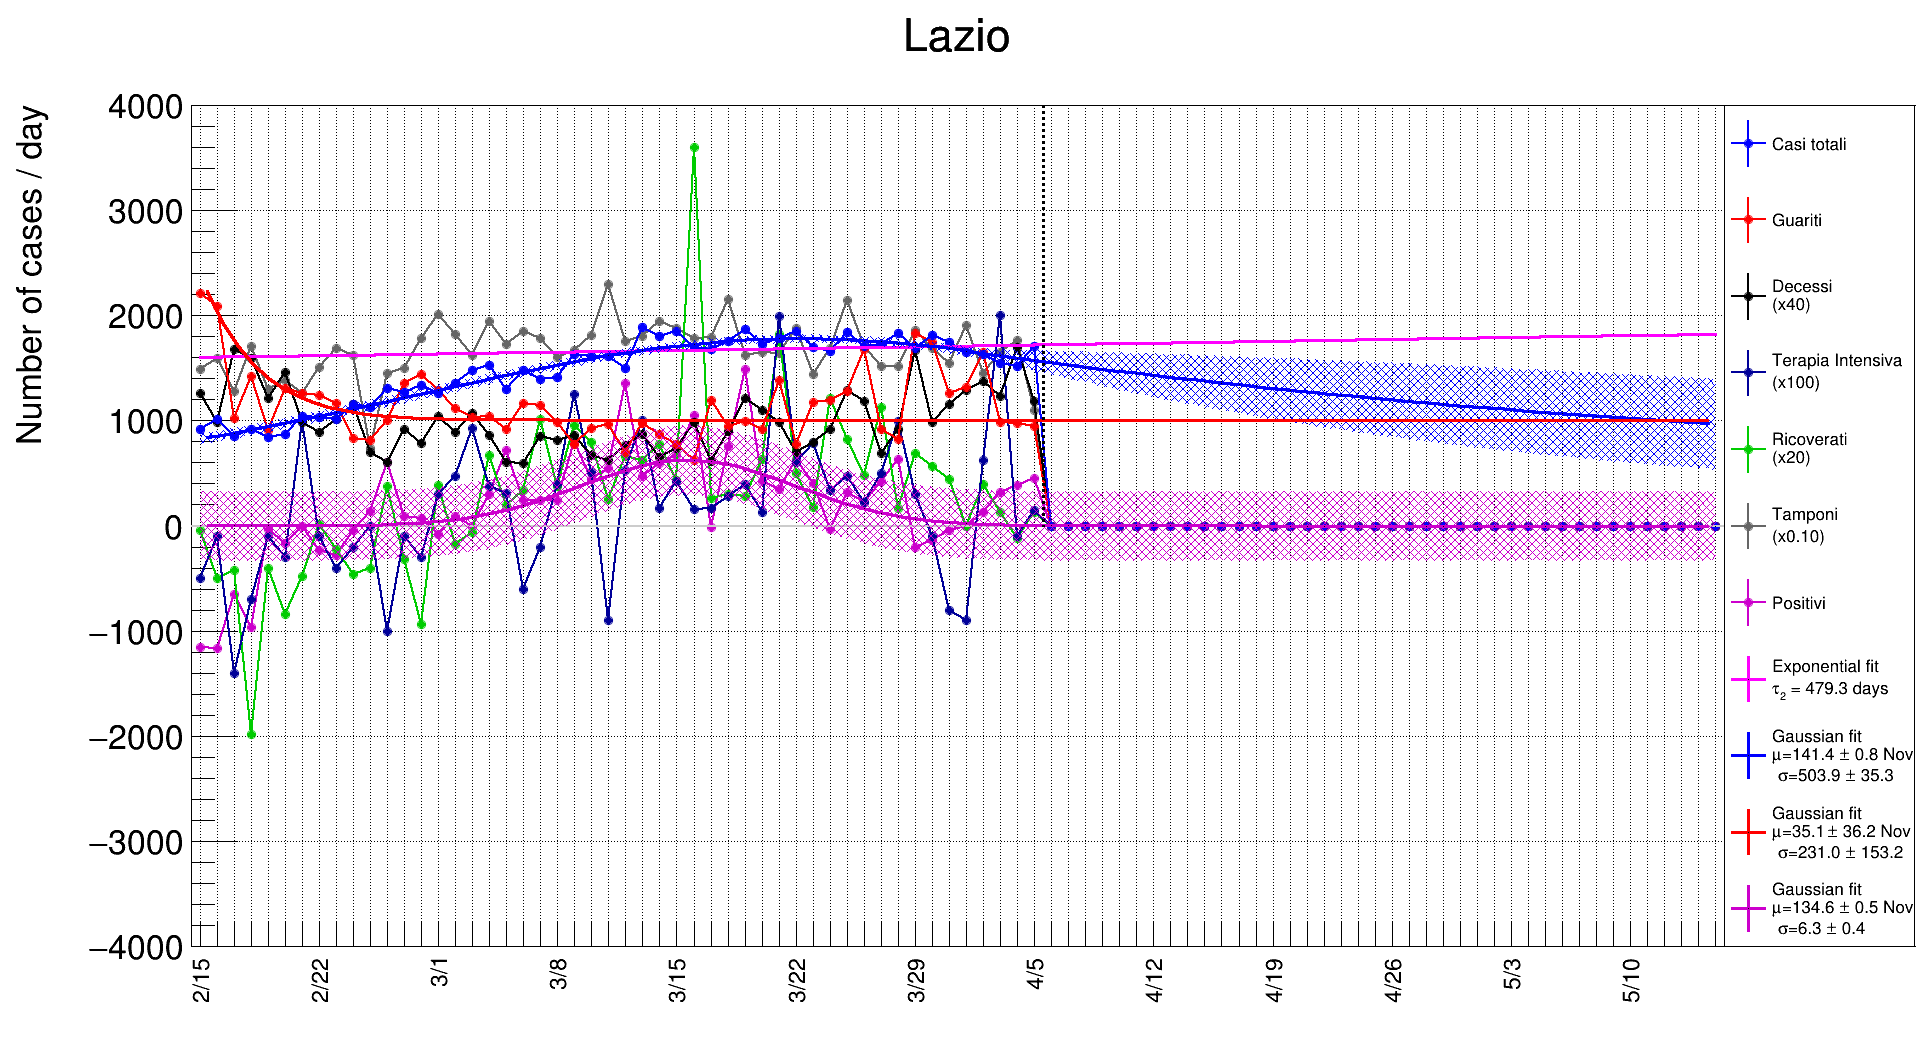 Lazio
Number of cases / day
4000
3000
2000
1000
0
−1000
−2000
−3000
−4000
2/15
2/22
3/1
3/8
3/15
3/22
3/29
4/5
4/12
4/19
4/26
5/3
5/10
Casi totali
Guariti
Decessi
(x40)
Terapia Intensiva
(x100)
Ricoverati
(x20)
Tamponi
(x0.10)
Positivi
Exponential fit
τ2 = 479.3 days
Gaussian fit
μ=141.4 ± 0.8 Nov
σ=503.9 ± 35.3
Gaussian fit
μ=35.1 ± 36.2 Nov
σ=231.0 ± 153.2
Gaussian fit
μ=134.6 ± 0.5 Nov
σ=6.3 ± 0.4